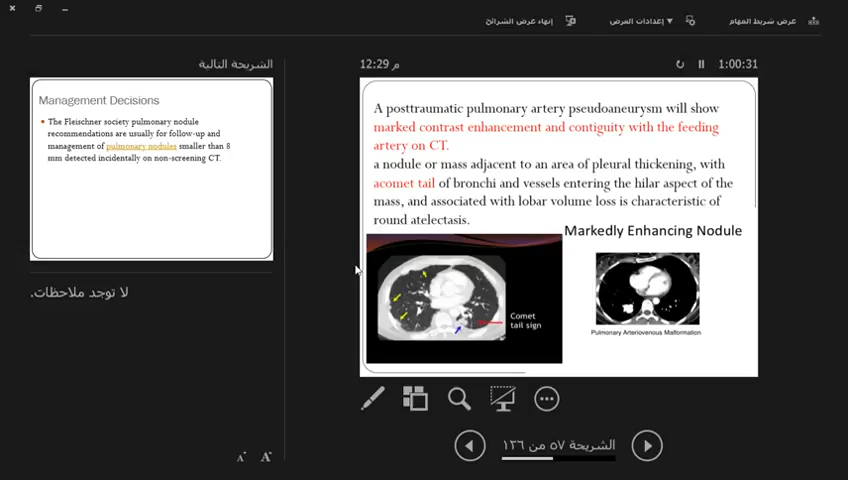 عرض شريط المهام
إعدادات العرض ▼
إنهاء عرض الشرائح
الشريحة التالية
Management Decisions
• The Fleischner society pulmonary nodule
recommendations are usually for follow-up and
management of pulmonary nodules smaller than 8
mm detected incidentally on non-screening CT.
لا توجد ملاحظات.
12:29 م
1:00:31
A posttraumatic pulmonary artery pseudoaneurysm will show
marked contrast enhancement and contiguity with the feeding
artery on CT.
a nodule or mass adjacent to an area of pleural thickening, with
acomet tail of bronchi and vessels entering the hilar aspect of the
mass, and associated with lobar volume loss is characteristic of
round atelectasis.
Markedly Enhancing Nodule
Comet
tail sign
Pulmonary Arteriovenous Malformation
الشريحة ٥٧ من ١٣٦
A A